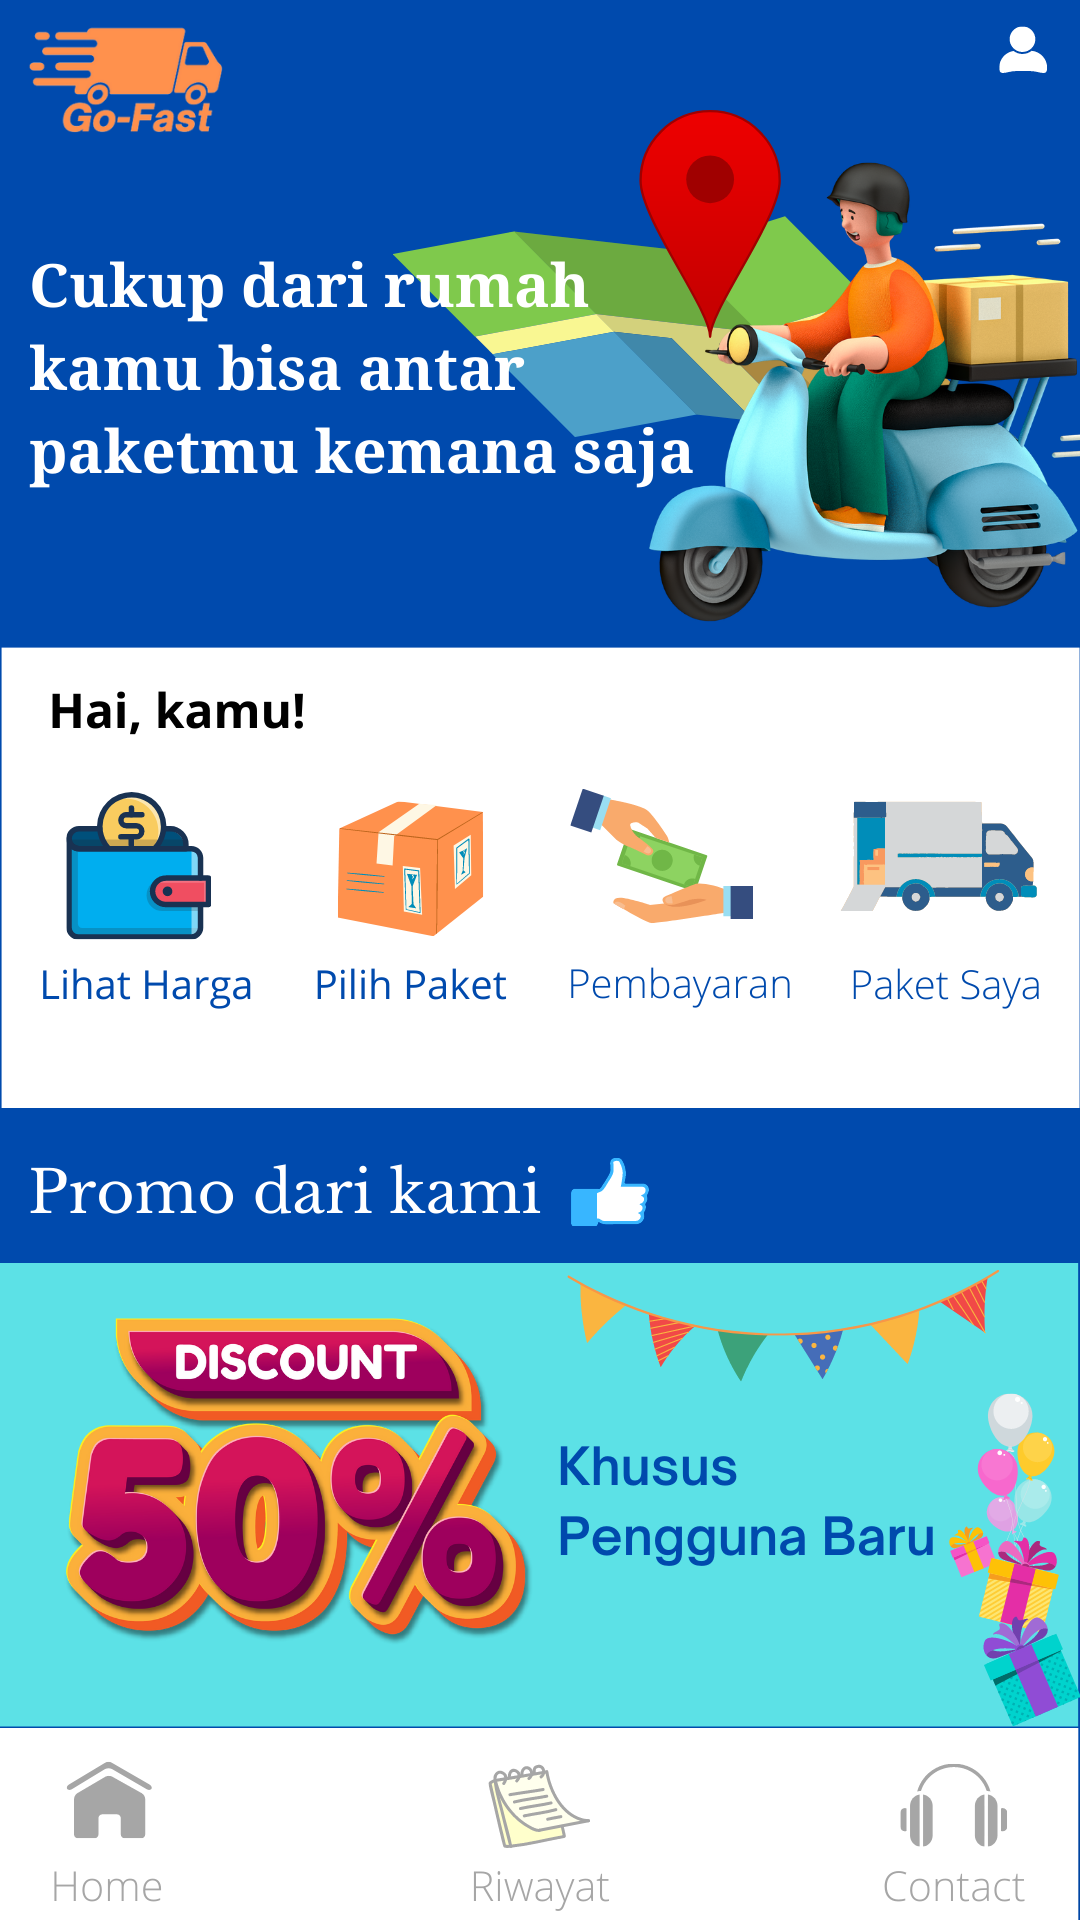 Go-Fast
Cukup dari rumah
kamu bisa antar
paketmu kemana saja
Hai, kamu!
Lihat Harga
Pilih Paket
Pembayaran
Paket Saya
Promo dari kami
DISCOUNT
50%
Khusus
Pengguna Baru
Home
Riwayat
Contact